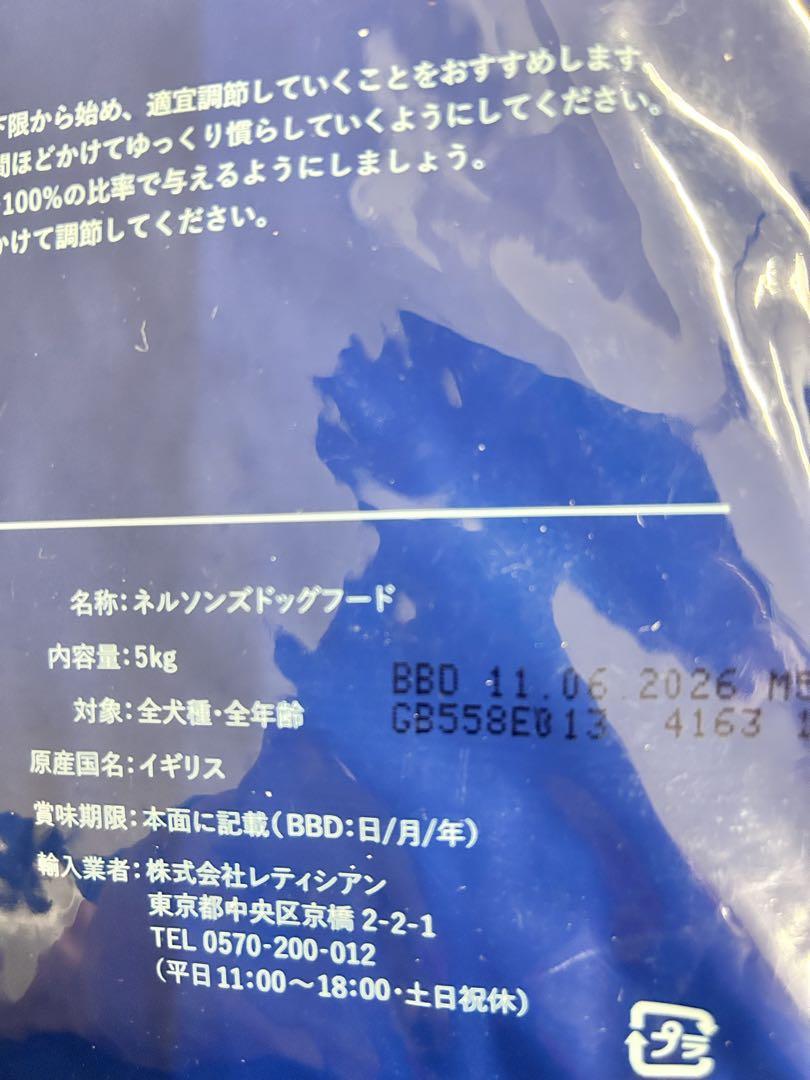 下限から始め、適宜調節していくことをおすすめします
間ほどかけてゆっくり慣らしていくようにしてください。
100%の比率で与えるようにしましょう。
かけて調節してください。
名称:ネルソンズドッグフード
内容量:5kg
対象:全犬種・全年齢
原産国名:イギリス
賞味期限:本面に記載(BBD:日/月/年)
輸入業者:株式会社レティシアン
東京都中央区京橋 2-2-1
TEL 0570-200-012
(平日11:00〜18:00・土日祝休)
BBD 11.06.2026
GB558E013 4163
プラ